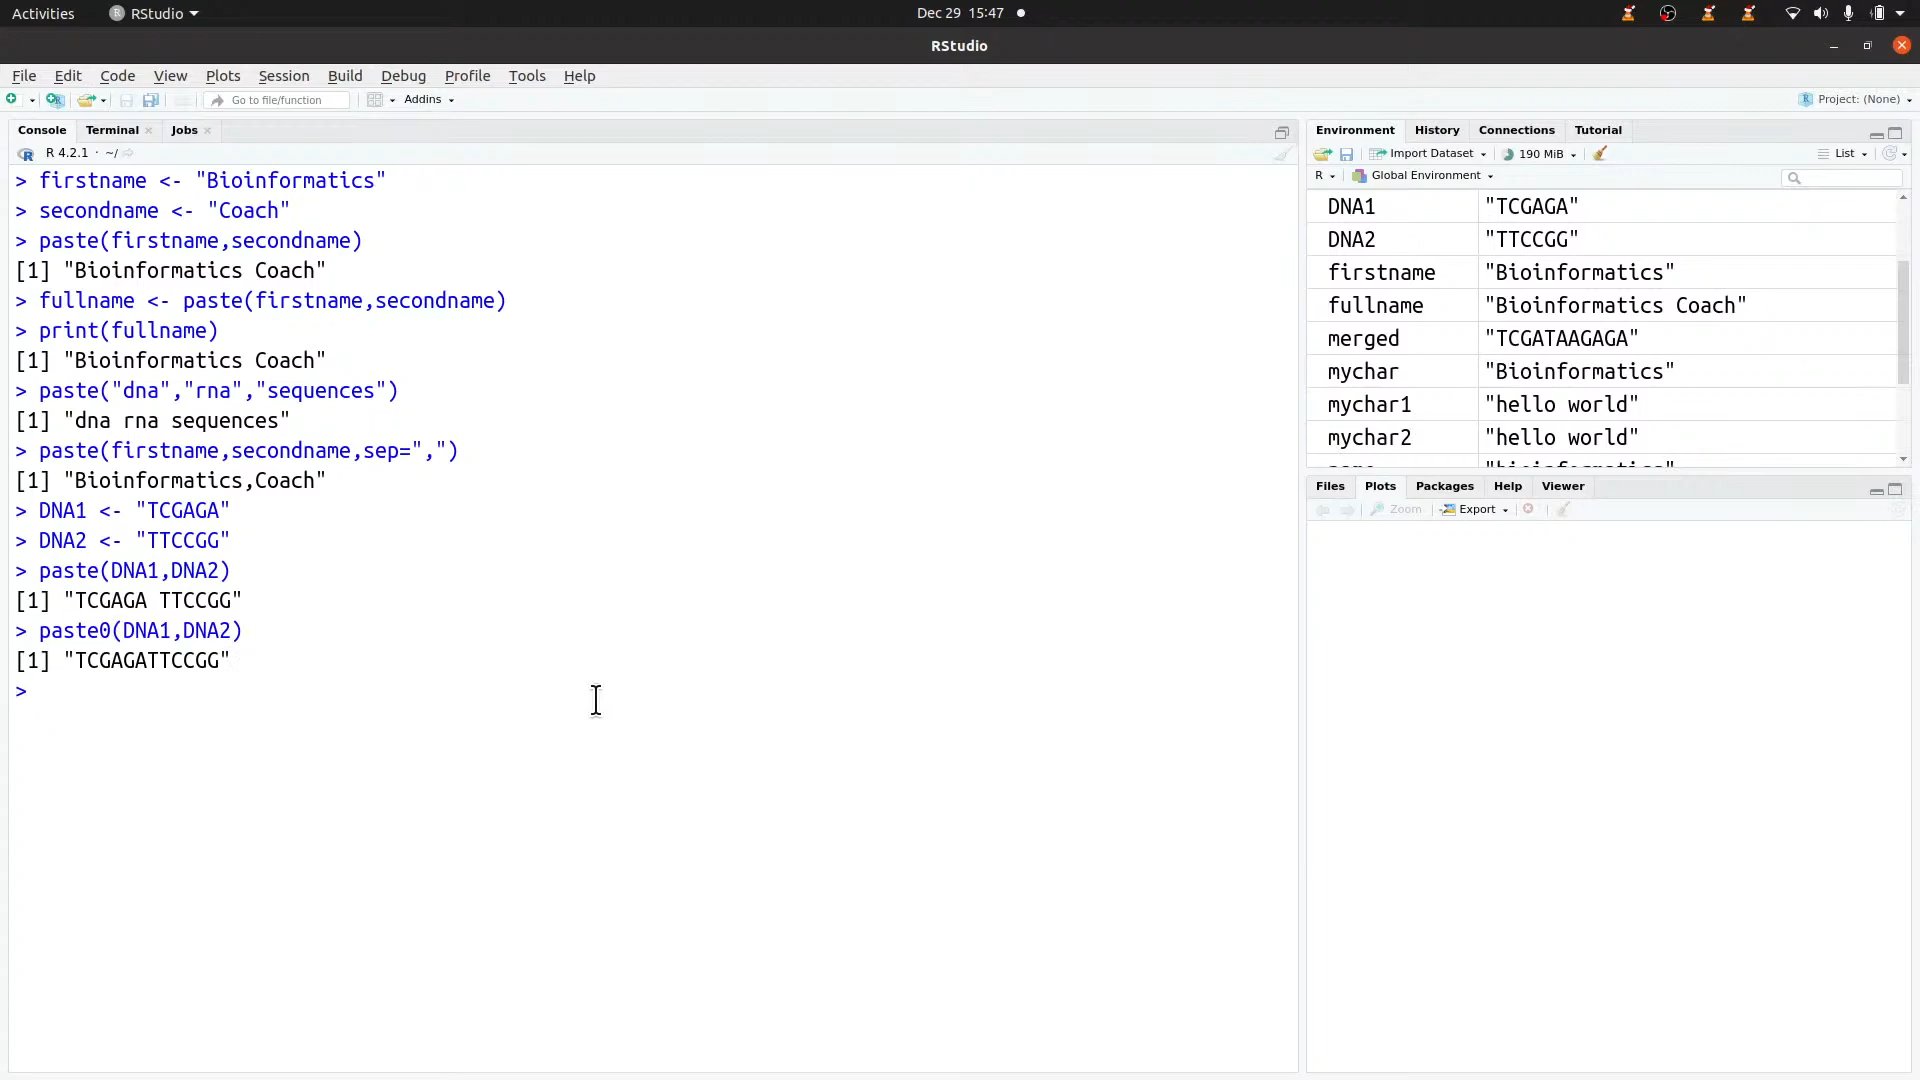 Activities RStudio Dec 29 15:47
RStudio
File Edit Code View Plots Session Build Debug Profile Tools Help
Go to file/function Addins Project: (None)
Console Terminal Jobs
R 4.2.1 · ~/
> firstname <- "Bioinformatics"
> secondname <- "Coach"
> paste(firstname,secondname)
[1] "Bioinformatics Coach"
> fullname <- paste(firstname,secondname)
> print(fullname)
[1] "Bioinformatics Coach"
> paste("dna","rna","sequences")
[1] "dna rna sequences"
> paste(firstname,secondname,sep=",")
[1] "Bioinformatics,Coach"
> DNA1 <- "TCGAGA"
> DNA2 <- "TTCCGG"
> paste(DNA1,DNA2)
[1] "TCGAGA TTCCGG"
> paste0(DNA1,DNA2)
[1] "TCGAGATTCCGG"
>
Environment History Connections Tutorial
Import Dataset 190 MiB List
R Global Environment
DNA1 "TCGAGA"
DNA2 "TTCCGG"
firstname "Bioinformatics"
fullname "Bioinformatics Coach"
merged "TCGATAAGAGA"
mychar "Bioinformatics"
mychar1 "hello world"
mychar2 "hello world"
Files Plots Packages Help Viewer
Zoom Export